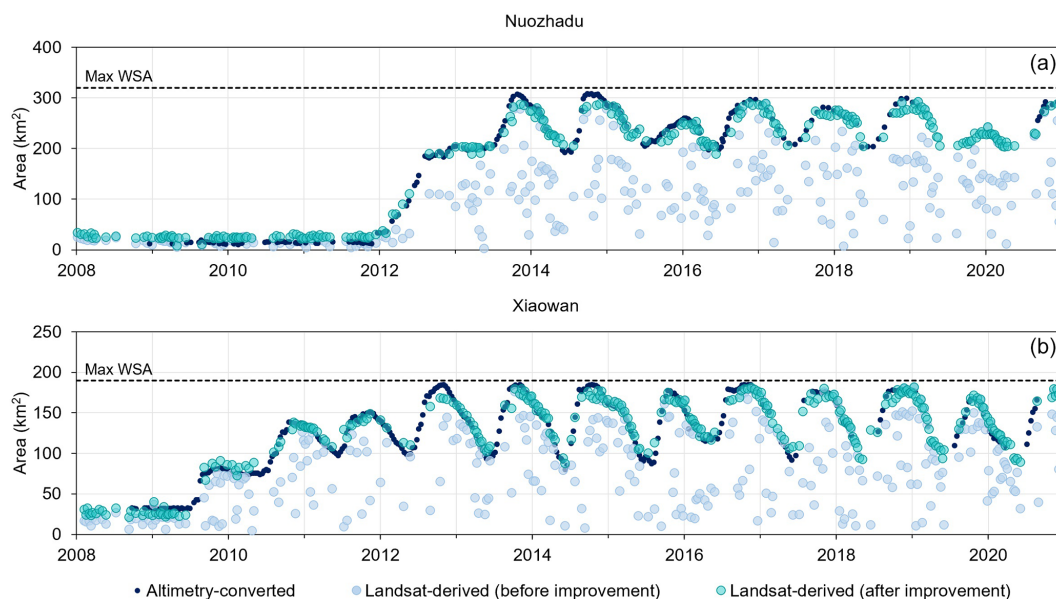 Nuozhadu
(a)
Max WSA
Area (km²)
400
300
200
100
0
2008
2010
2012
2014
2016
2018
2020
Xiaowan
(b)
Max WSA
Area (km²)
250
200
150
100
50
0
2008
2010
2012
2014
2016
2018
2020
Altimetry-converted
Landsat-derived (before improvement)
Landsat-derived (after improvement)